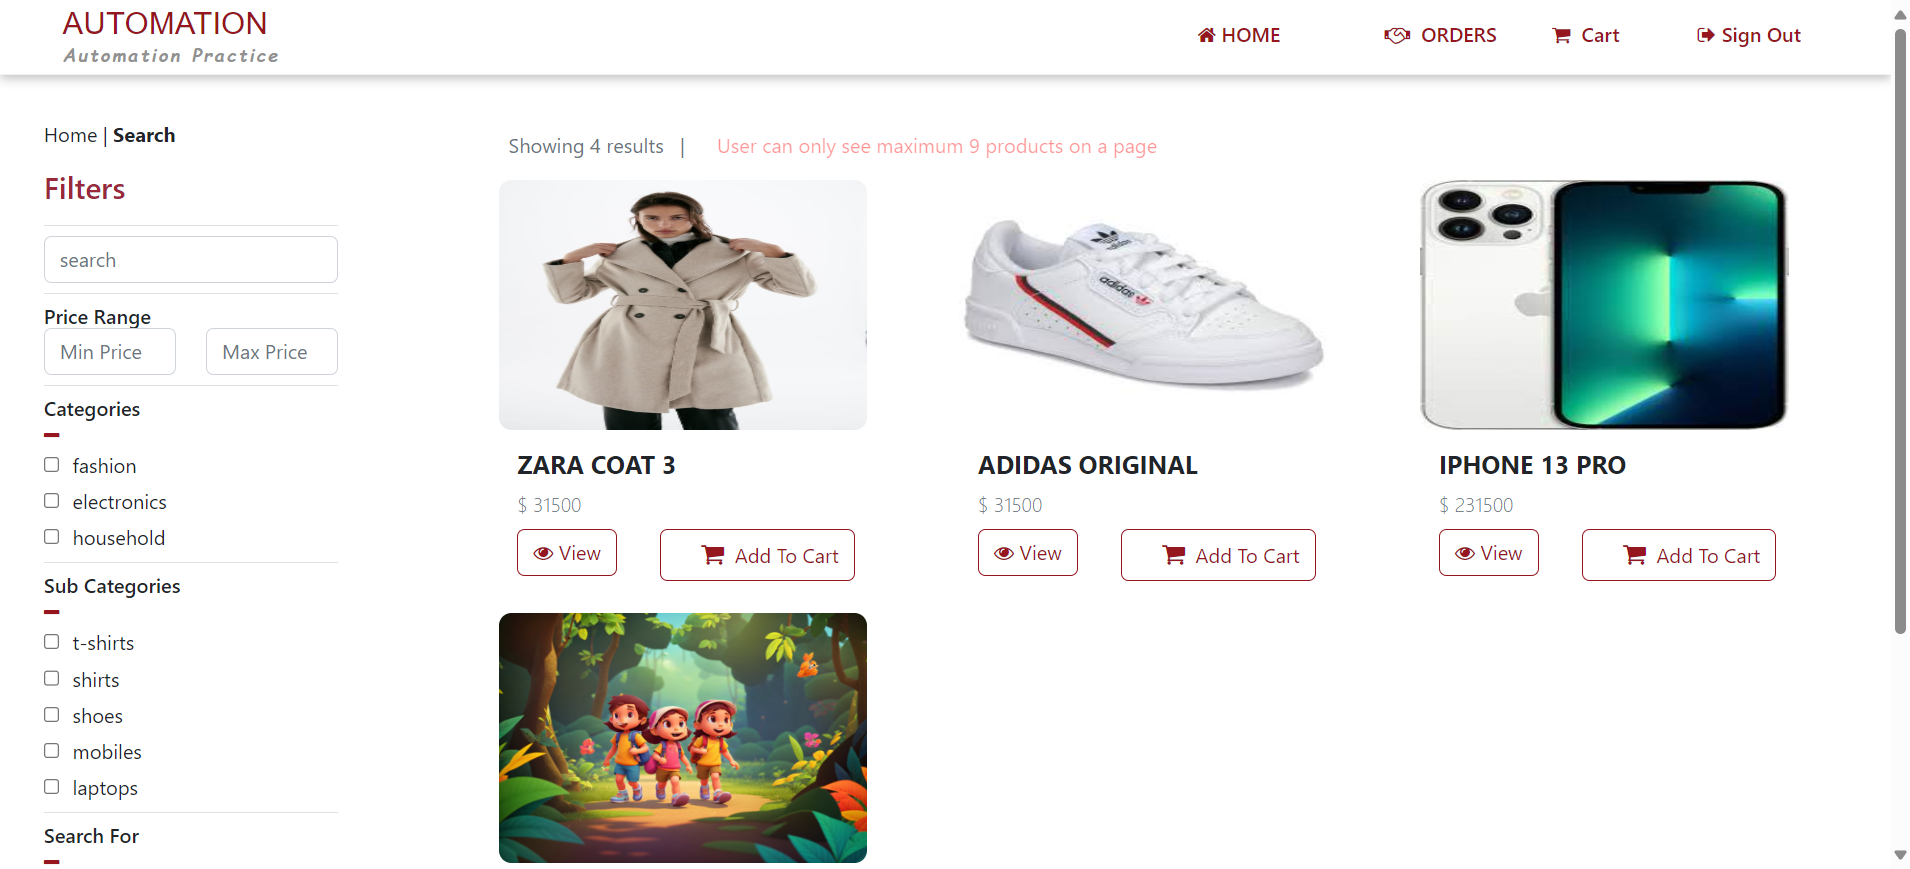 AUTOMATION
Automation Practice
HOME
ORDERS
Cart
Sign Out
Home | Search
Filters
search
Price Range
Min Price
Max Price
Categories
fashion
electronics
household
Sub Categories
t-shirts
shirts
shoes
mobiles
laptops
Search For
Showing 4 results |
User can only see maximum 9 products on a page
adidas
adidas
ZARA COAT 3
$ 31500
View
Add To Cart
ADIDAS ORIGINAL
$ 31500
View
Add To Cart
IPHONE 13 PRO
$ 231500
View
Add To Cart